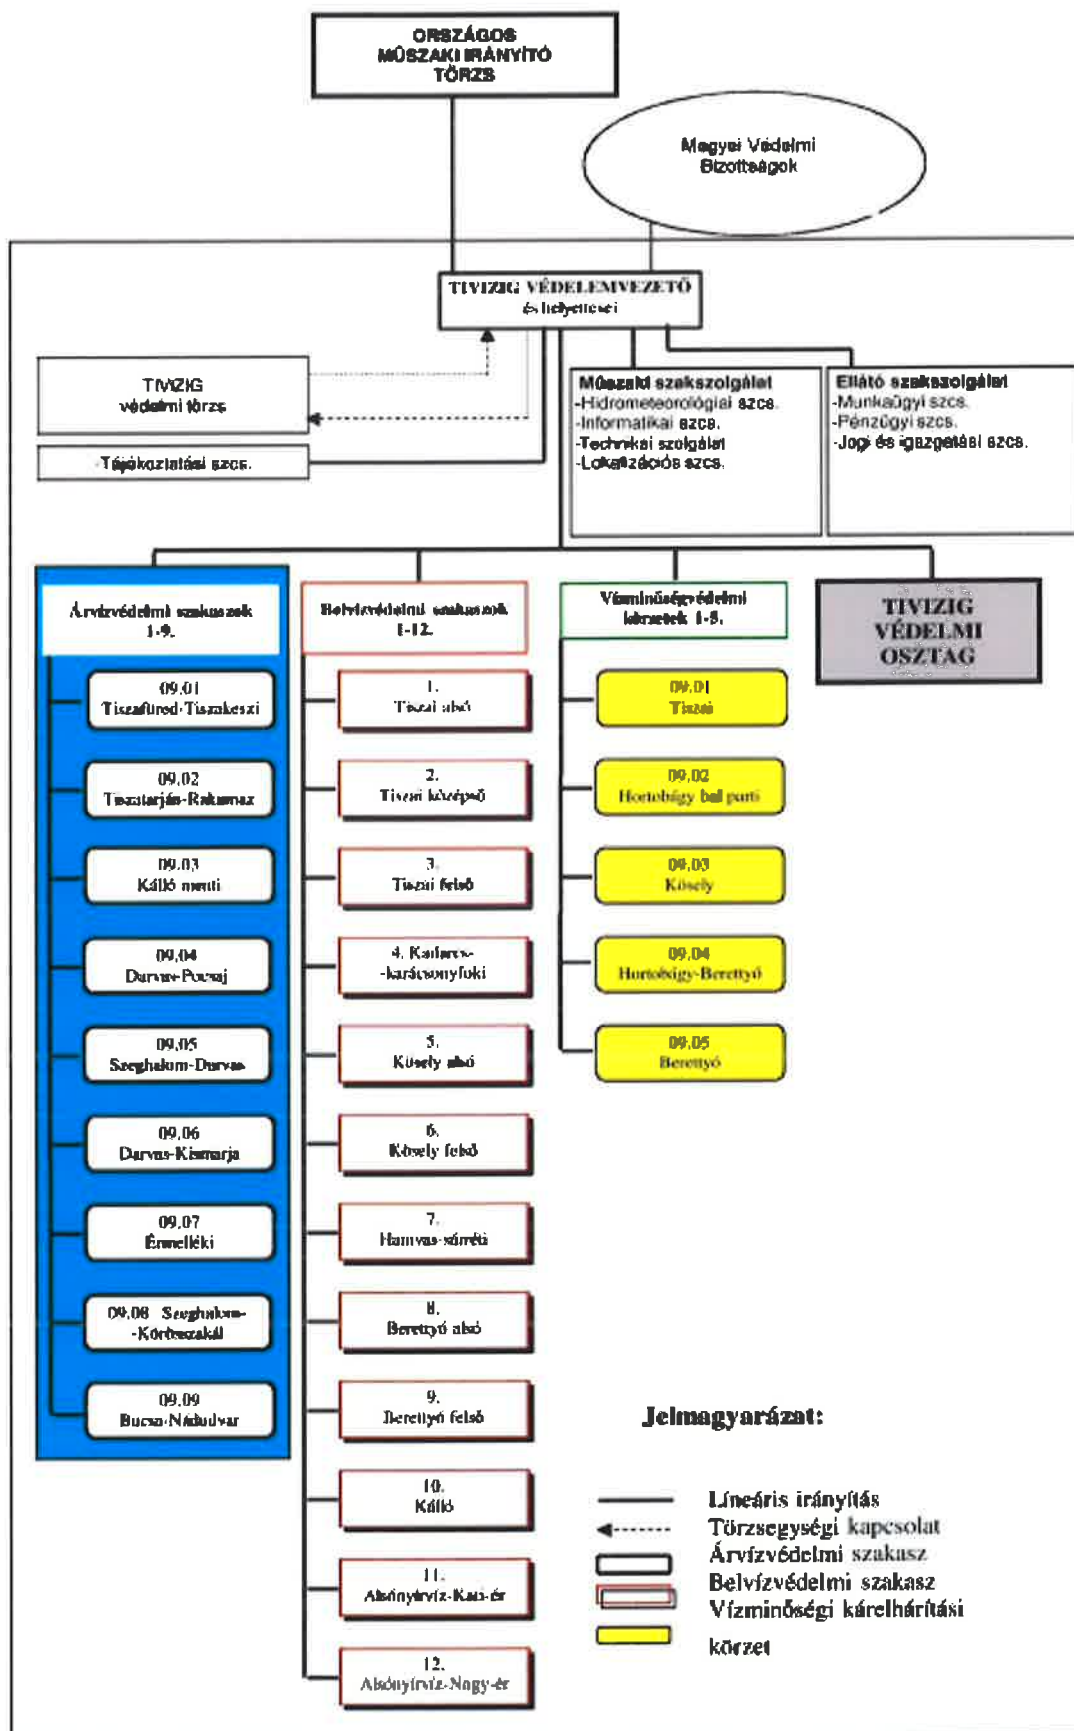 ORSZÁGOS
MŰSZAKI IRÁNYÍTÓ
TÖRZS
Megyei Védelmi
Bizottságok
TIVIZIG VÉDELEMVEZETŐ
és helyettesei
TIVIZIG
védelmi törzs
-Tájékoztatási szcs.
Műszaki szakszolgálat
-Hidrometeorológiai szcs.
-Informatikai szcs.
-Technikai szolgálat
-Lokalizációs szcs.
Ellátó szakszolgálat
-Munkaügyi szcs.
-Pénzügyi szcs.
-Jogi és igazgatási szcs.
Árvízvédelmi szakaszok
1-9.
09.01
Tiszafüred-Tiszakeszi
09.02
Tiszatarján-Rakamaz
09.03
Kálló menti
09.04
Darvas-Pocsaj
09.05
Szeghalom-Darvas
09.06
Darvas-Kismarja
09.07
Érmelléki
09.08 Szeghalom-
-Körösszakál
09.09
Bucsa-Nádudvar
Belvízvédelmi szakaszok
1-12.
1.
Tiszai alsó
2.
Tiszai középső
3.
Tiszai felső
4. Kadarcs-
-karácsonyfoki
5.
Kösely alsó
6.
Kösely felső
7.
Hamvas-sárréti
8.
Berettyó alsó
9.
Berettyó felső
10.
Kálló
11.
Alsónyírvíz-Kati-ér
12.
Alsónyírvíz-Nagy-ér
Vízminőségvédelmi
körzetek 1-5.
09.01
Tiszai
09.02
Hortobágy bal parti
09.03
Kösely
09.04
Hortobágy-Berettyó
09.05
Berettyó
TIVIZIG
VÉDELMI
OSZTAG
Jelmagyarázat:
Lineáris irányítás
Törzsegységi kapcsolat
Árvízvédelmi szakasz
Belvízvédelmi szakasz
Vízminőségi kárelhárítási
körzet